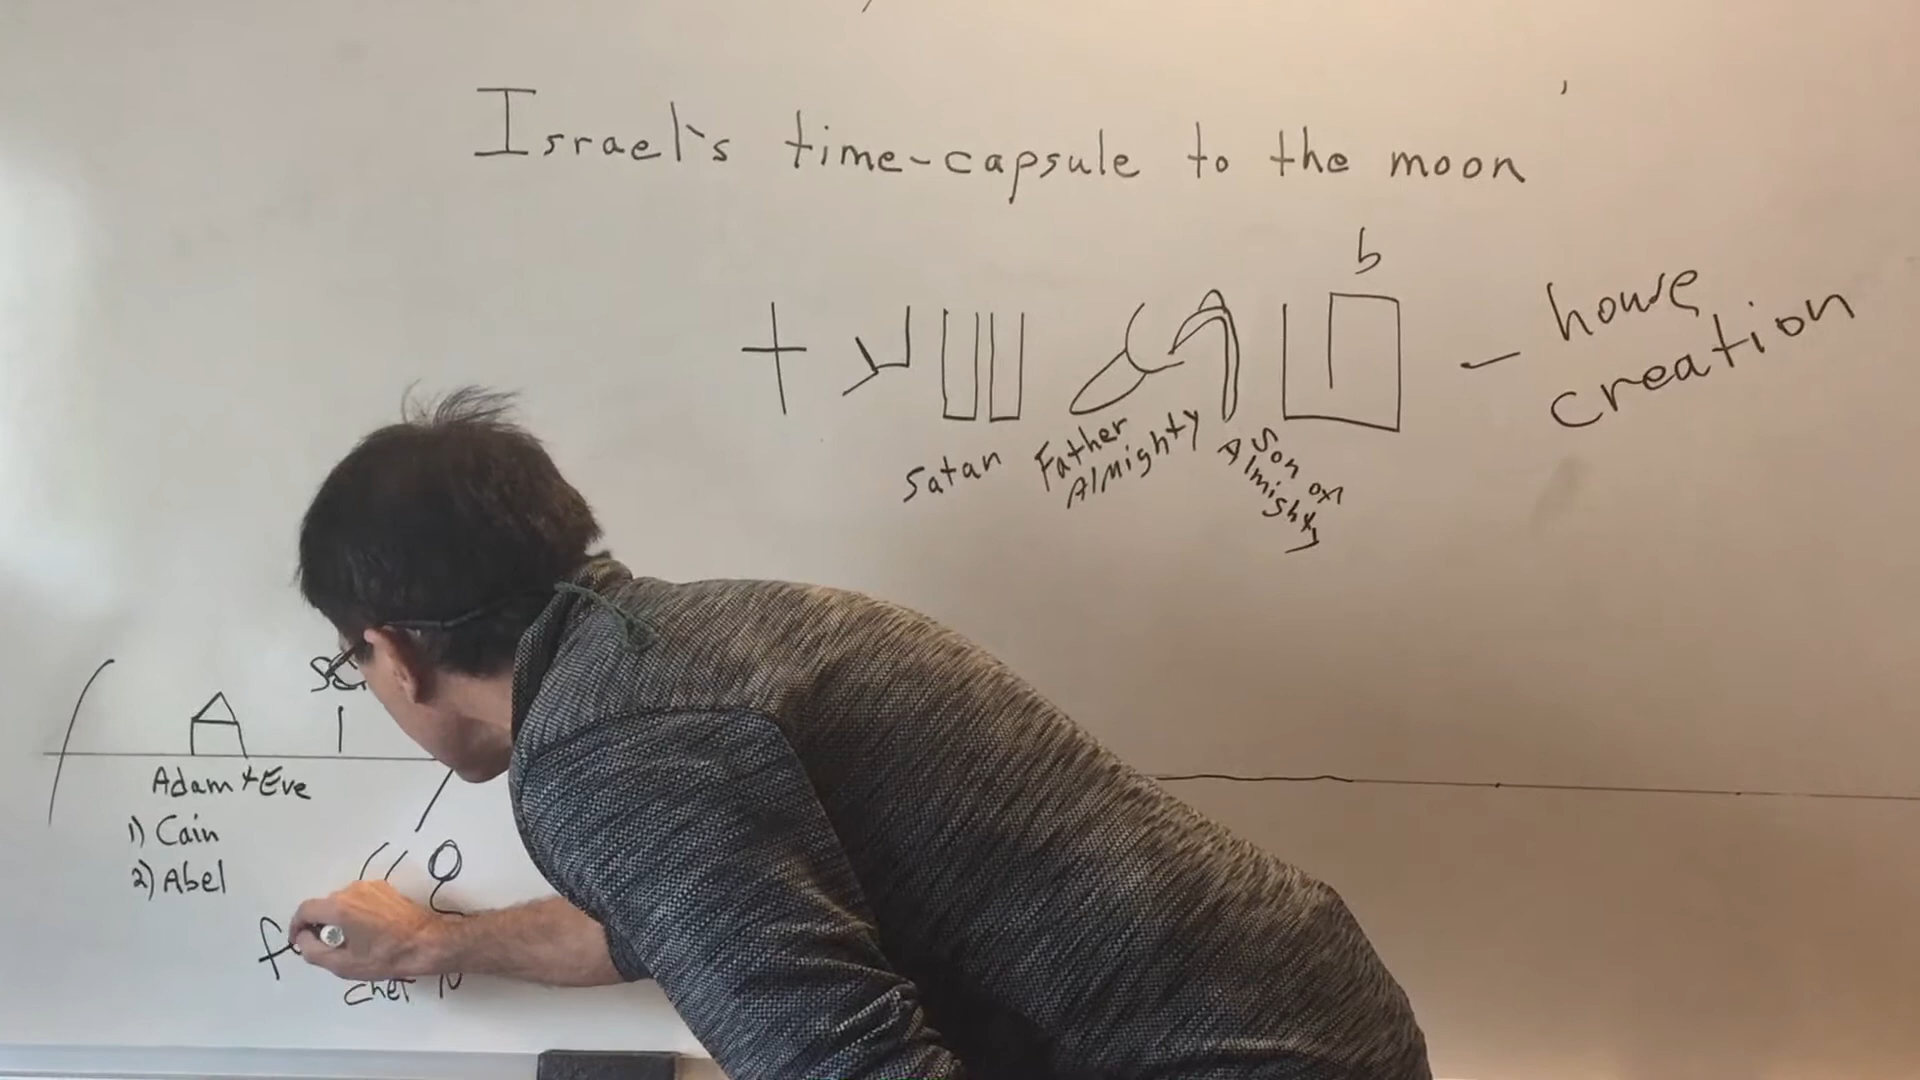 Israel's time-capsule to the moon
b
house
creation
Satan
Father
Almighty
Son of
Almighty
Adam + Eve
1) Cain
2) Abel